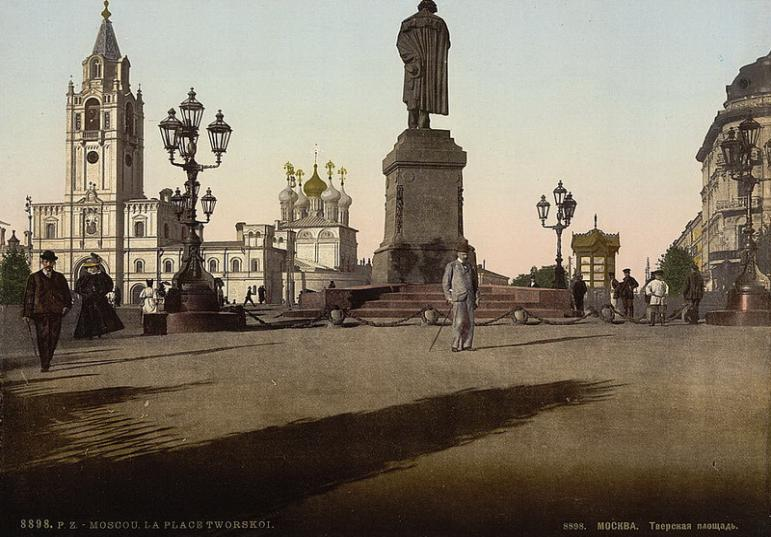 8898. P. Z. - MOSCOU. LA PLACE TWORSKOI.
8898. МОСКВА. Тверская площадь.